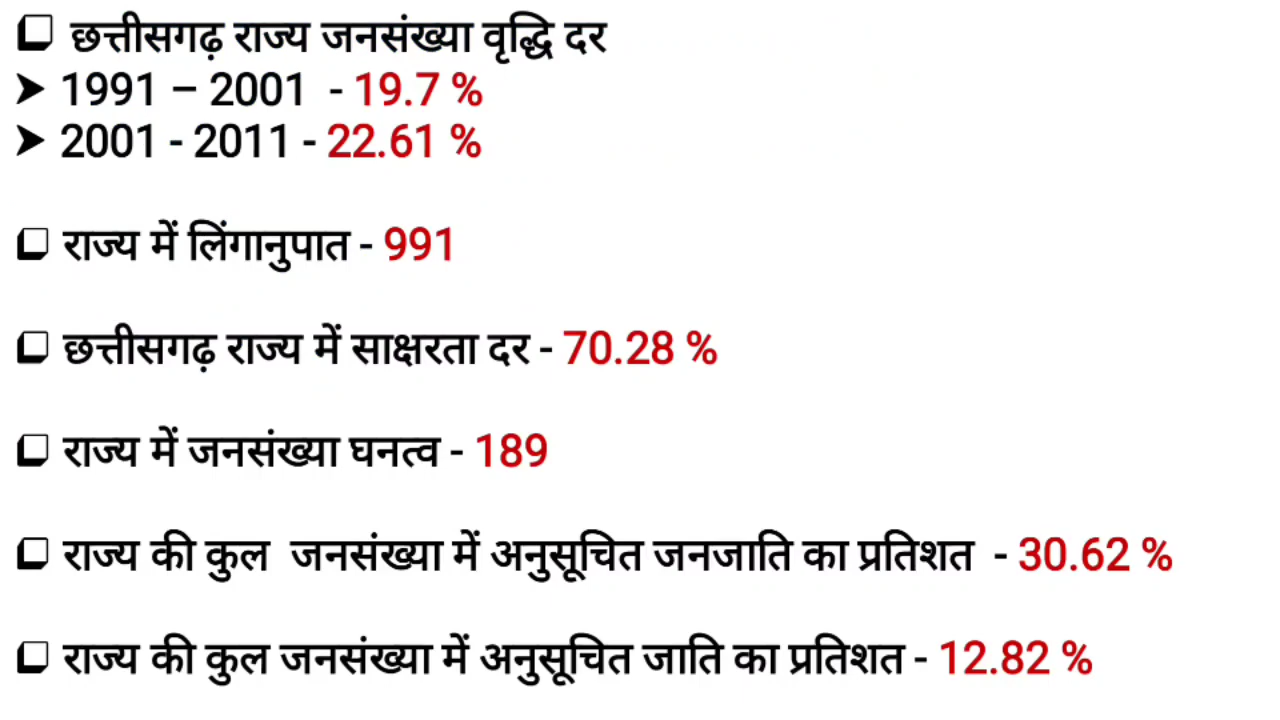 ❑ छत्तीसगढ़ राज्य जनसंख्या वृद्धि दर
➤ 1991 – 2001 - 19.7 %
➤ 2001 - 2011 - 22.61 %
❑ राज्य में लिंगानुपात - 991
❑ छत्तीसगढ़ राज्य में साक्षरता दर - 70.28 %
❑ राज्य में जनसंख्या घनत्व - 189
❑ राज्य की कुल जनसंख्या में अनुसूचित जनजाति का प्रतिशत - 30.62 %
❑ राज्य की कुल जनसंख्या में अनुसूचित जाति का प्रतिशत - 12.82 %